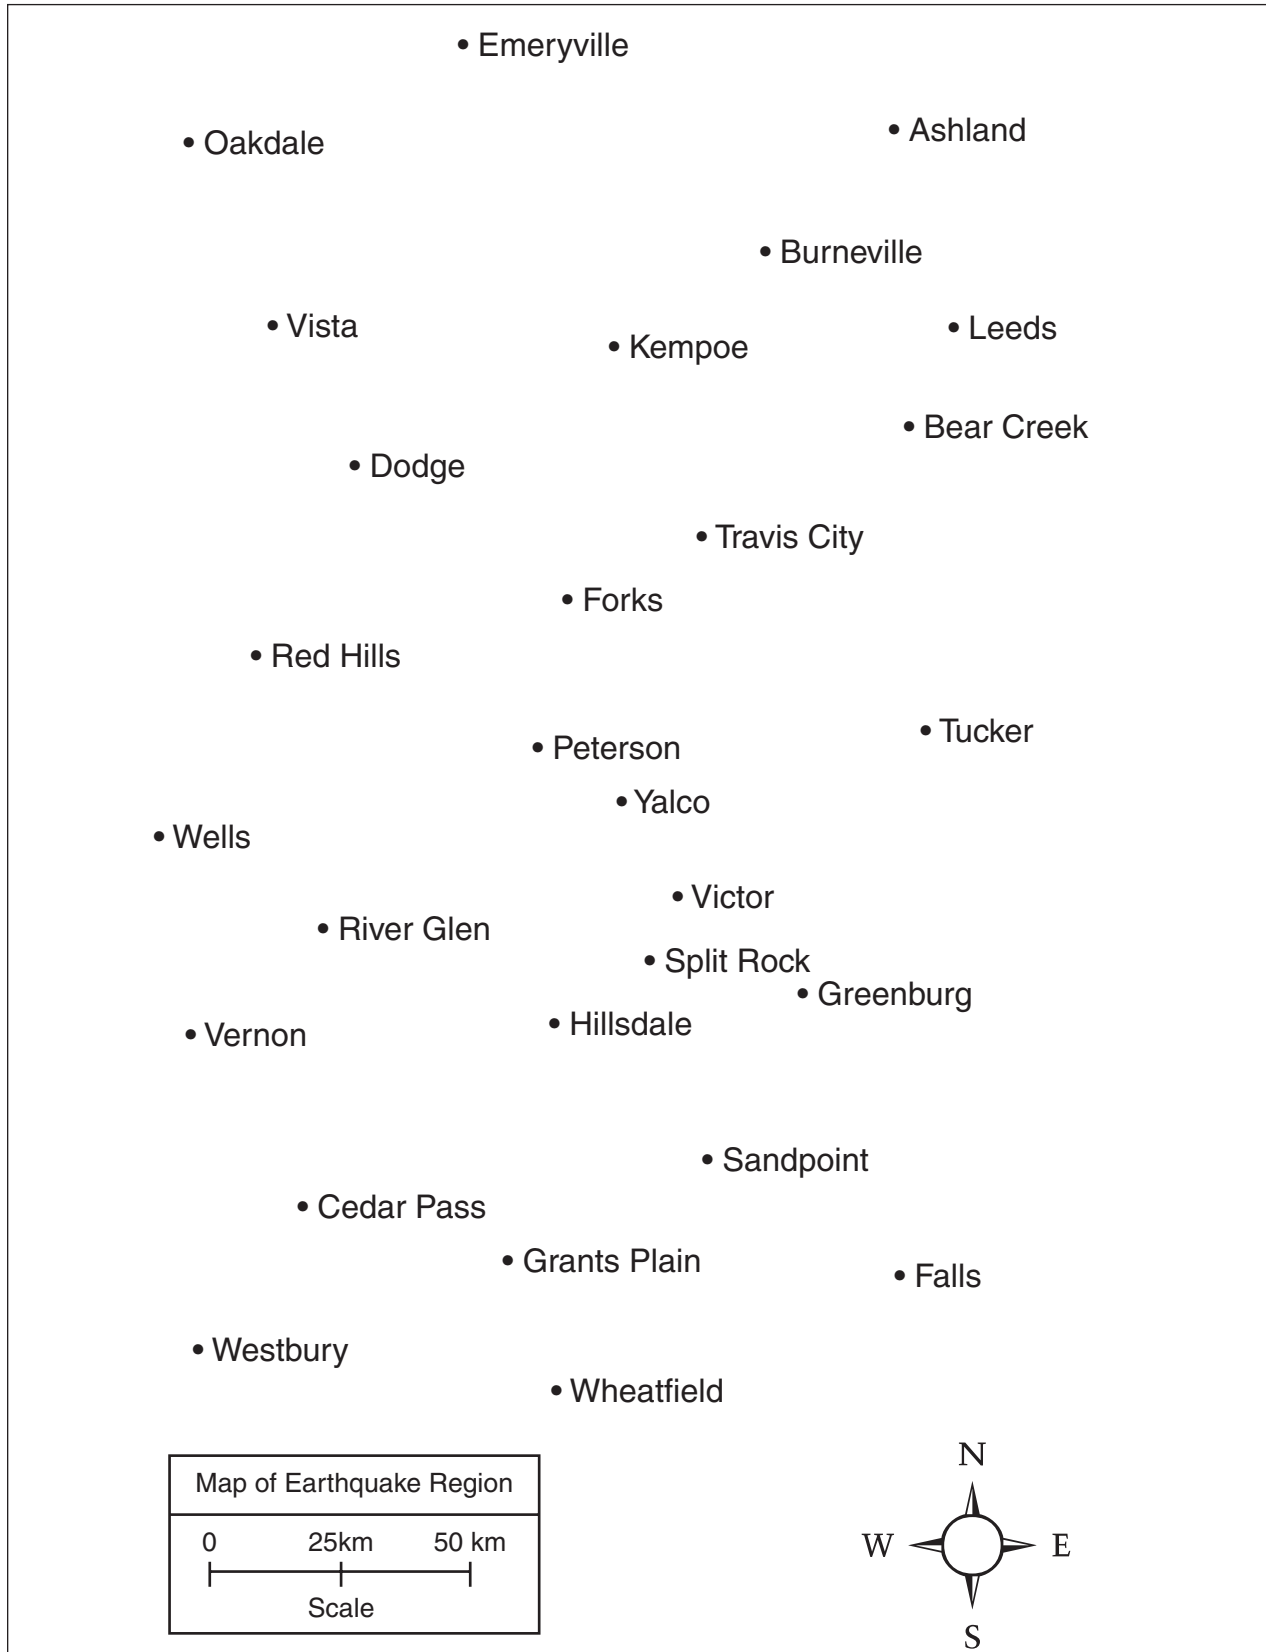 • Emeryville
• Ashland
• Oakdale
• Burneville
• Vista
• Leeds
• Kempoe
• Bear Creek
• Dodge
• Travis City
• Forks
• Red Hills
• Tucker
• Peterson
• Yalco
• Wells
• Victor
• River Glen
• Split Rock
• Greenburg
• Hillsdale
• Vernon
• Sandpoint
• Cedar Pass
• Grants Plain
• Falls
• Westbury
• Wheatfield
Map of Earthquake Region
0 25km 50 km
Scale
N
W E
S